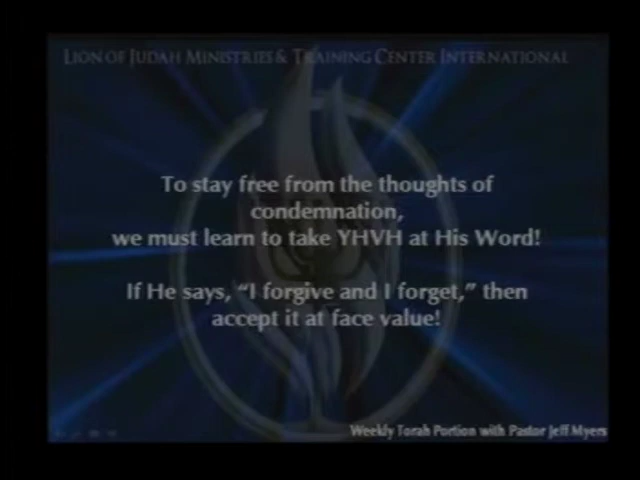 LION OF JUDAH MINISTRIES & TRAINING CENTER INTERNATIONAL
To stay free from the thoughts of
condemnation,
we must learn to take YHVH at His Word!
If He says, “I forgive and I forget,” then
accept it at face value!
Weekly Torah Portion with Pastor Jeff Myers